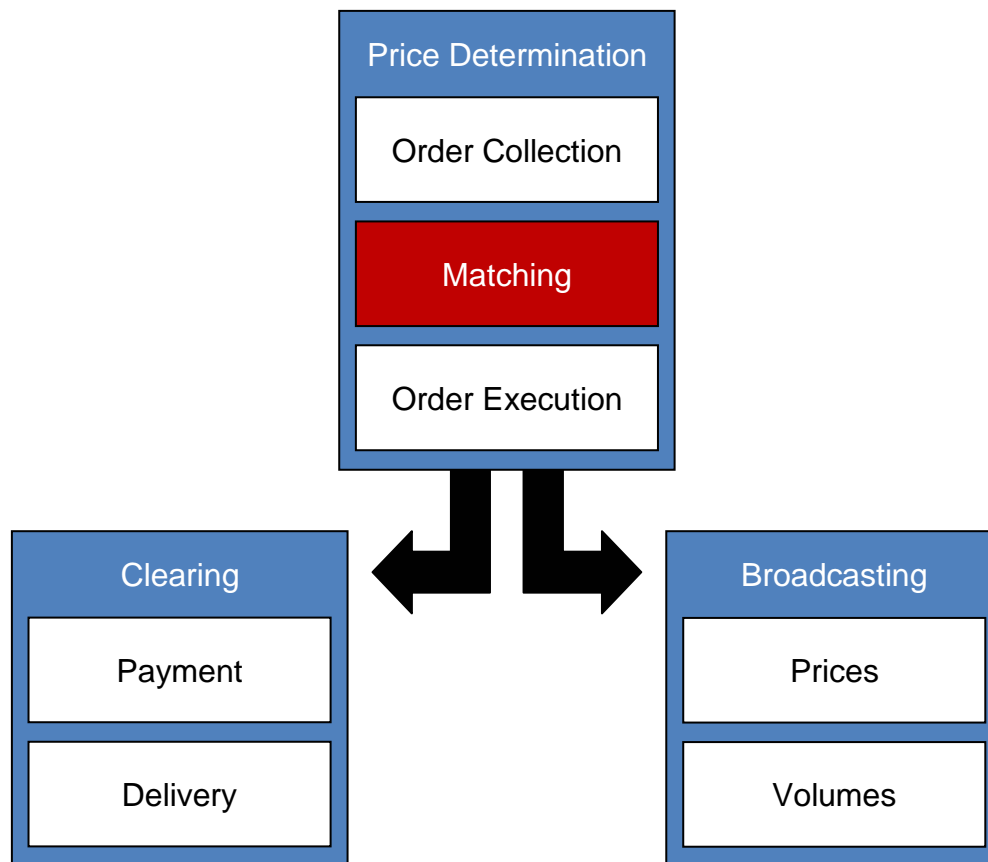 Price Determination
Order Collection
Matching
Order Execution
Clearing
Payment
Delivery
Broadcasting
Prices
Volumes